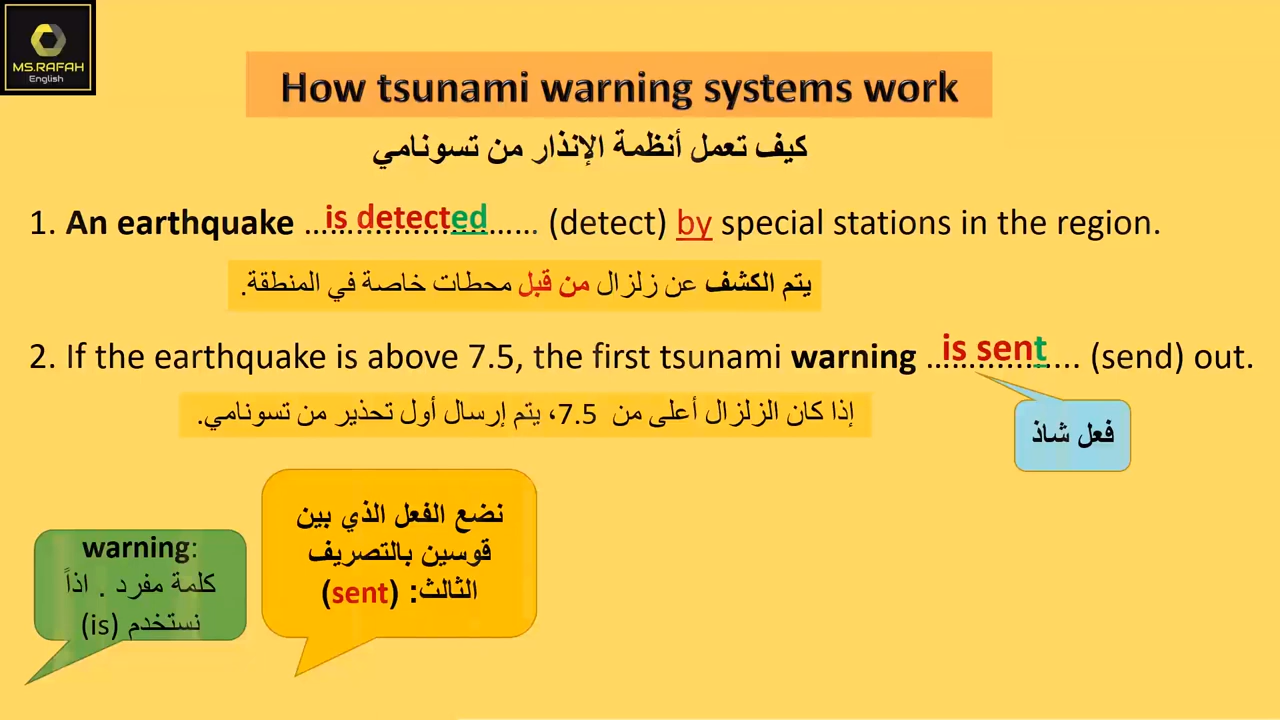 MS.RAFAH
English
How tsunami warning systems work
كيف تعمل أنظمة الإنذار من تسونامي
1. An earthquake …is detected…… (detect) by special stations in the region.
يتم الكشف عن زلزال من قبل محطات خاصة في المنطقة.
2. If the earthquake is above 7.5, the first tsunami warning …is sent… (send) out.
إذا كان الزلزال أعلى من 7.5، يتم إرسال أول تحذير من تسونامي.
فعل شاذ
نضع الفعل الذي بين
قوسين بالتصريف
الثالث: (sent)
warning:
كلمة مفرد . اذاً
نستخدم (is)